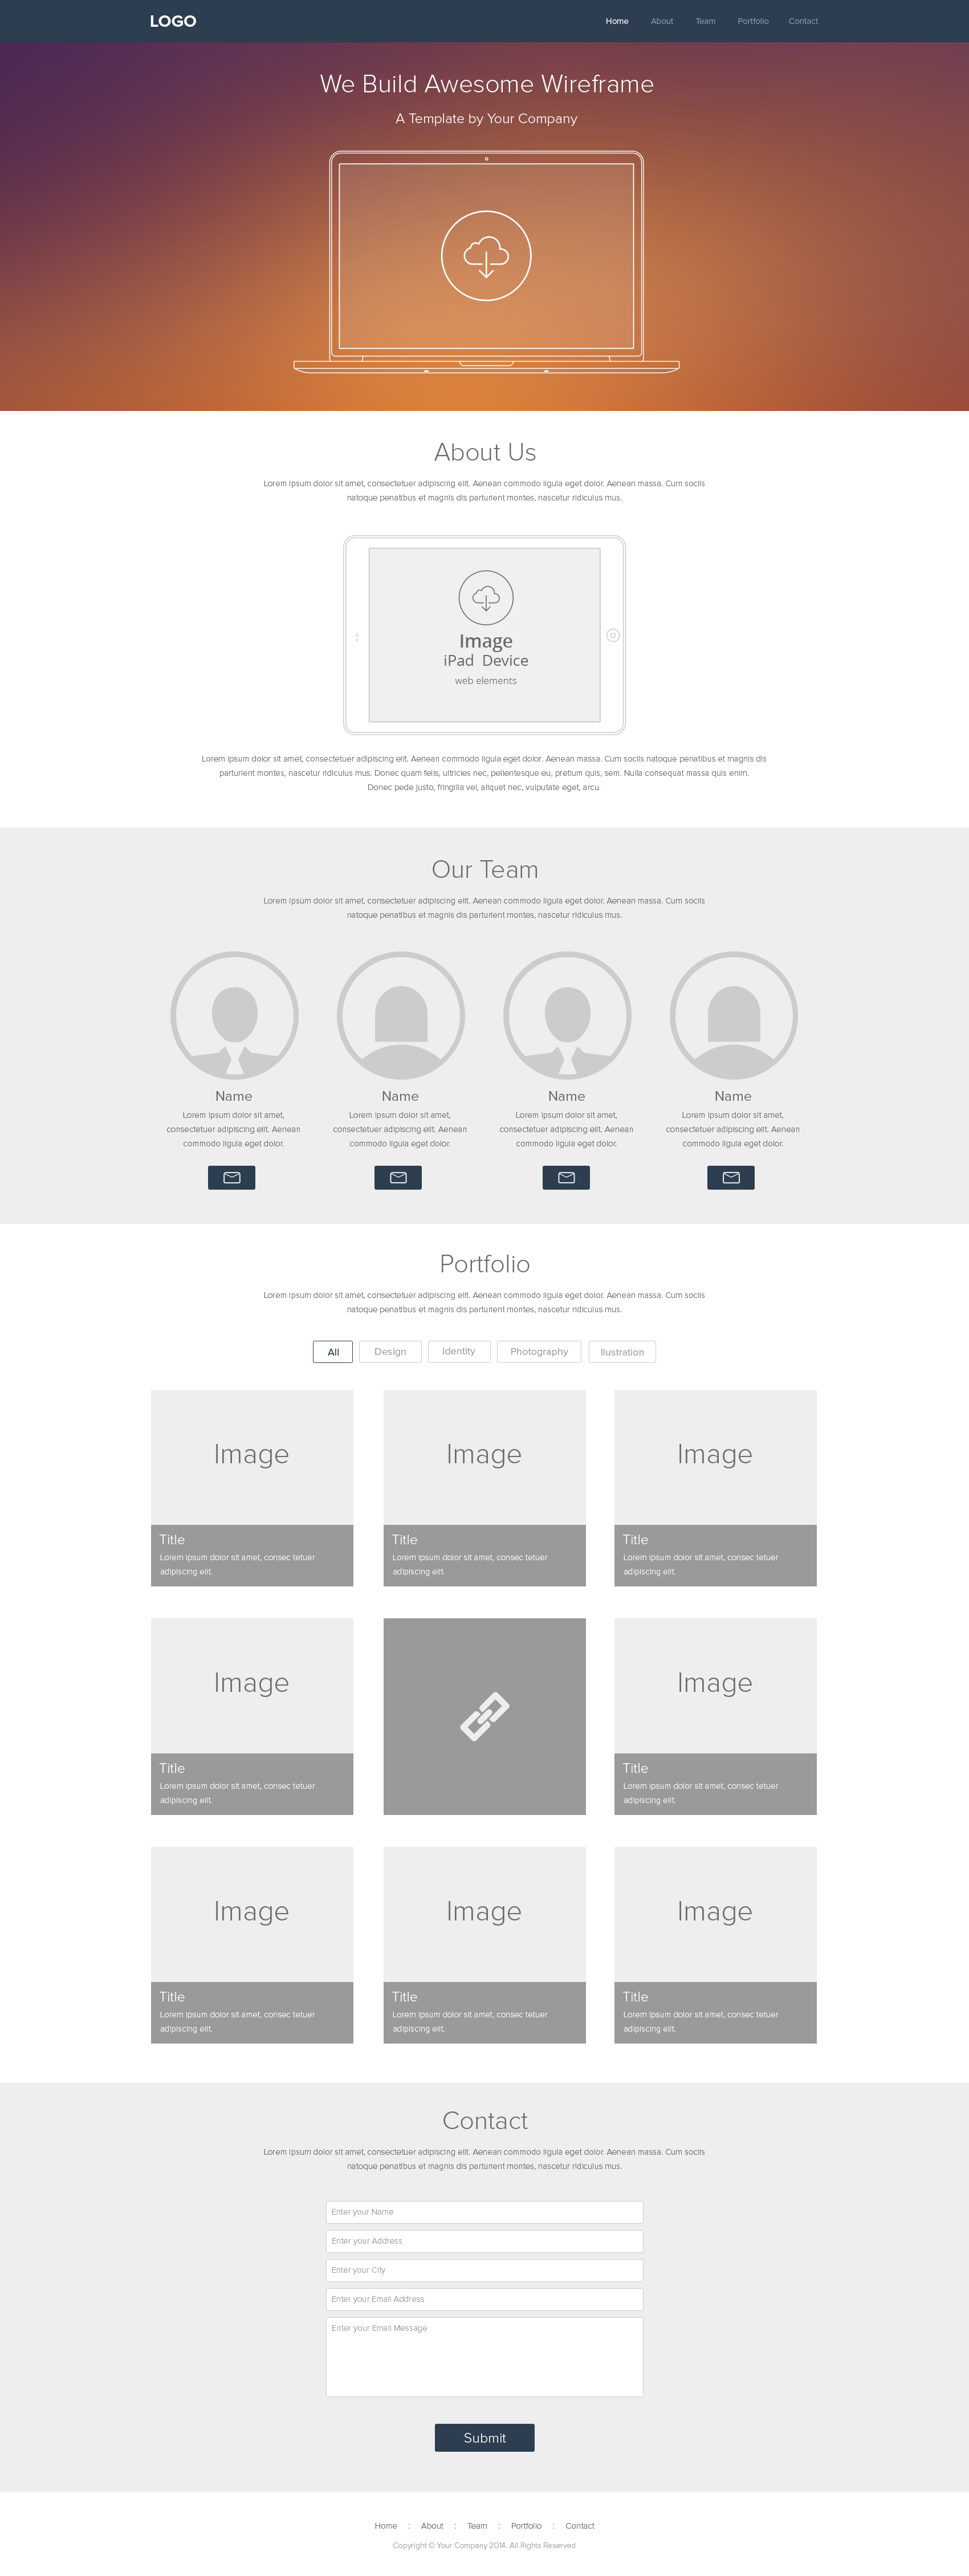 LOGO
Home About Team Portfolio Contact
We Build Awesome Wireframe
A Template by Your Company
About Us
Lorem ipsum dolor sit amet, consectetuer adipiscing elit. Aenean commodo ligula eget dolor. Aenean massa. Cum sociis
natoque penatibus et magnis dis parturient montes, nascetur ridiculus mus.
Image
iPad Device
web elements
Lorem ipsum dolor sit amet, consectetuer adipiscing elit. Aenean commodo ligula eget dolor. Aenean massa. Cum sociis natoque penatibus et magnis dis
parturient montes, nascetur ridiculus mus. Donec quam felis, ultricies nec, pellentesque eu, pretium quis, sem. Nulla consequat massa quis enim.
Donec pede justo, fringilla vel, aliquet nec, vulputate eget, arcu.
Our Team
Lorem ipsum dolor sit amet, consectetuer adipiscing elit. Aenean commodo ligula eget dolor. Aenean massa. Cum sociis
natoque penatibus et magnis dis parturient montes, nascetur ridiculus mus.
Name
Lorem ipsum dolor sit amet,
consectetuer adipiscing elit. Aenean
commodo ligula eget dolor.
Name
Lorem ipsum dolor sit amet,
consectetuer adipiscing elit. Aenean
commodo ligula eget dolor.
Name
Lorem ipsum dolor sit amet,
consectetuer adipiscing elit. Aenean
commodo ligula eget dolor.
Name
Lorem ipsum dolor sit amet,
consectetuer adipiscing elit. Aenean
commodo ligula eget dolor.
Portfolio
Lorem ipsum dolor sit amet, consectetuer adipiscing elit. Aenean commodo ligula eget dolor. Aenean massa. Cum sociis
natoque penatibus et magnis dis parturient montes, nascetur ridiculus mus.
All Design Identity Photography Ilustration
Image
Title
Lorem ipsum dolor sit amet, consec tetuer
adipiscing elit.
Image
Title
Lorem ipsum dolor sit amet, consec tetuer
adipiscing elit.
Image
Title
Lorem ipsum dolor sit amet, consec tetuer
adipiscing elit.
Image
Title
Lorem ipsum dolor sit amet, consec tetuer
adipiscing elit.
Image
Title
Lorem ipsum dolor sit amet, consec tetuer
adipiscing elit.
Image
Title
Lorem ipsum dolor sit amet, consec tetuer
adipiscing elit.
Image
Title
Lorem ipsum dolor sit amet, consec tetuer
adipiscing elit.
Image
Title
Lorem ipsum dolor sit amet, consec tetuer
adipiscing elit.
Contact
Lorem ipsum dolor sit amet, consectetuer adipiscing elit. Aenean commodo ligula eget dolor. Aenean massa. Cum sociis
natoque penatibus et magnis dis parturient montes, nascetur ridiculus mus.
Enter your Name
Enter your Address
Enter your City
Enter your Email Address
Enter your Email Message
Submit
Home : About : Team : Portfolio : Contact
Copyright © Your Company 2014. All Rights Reserved